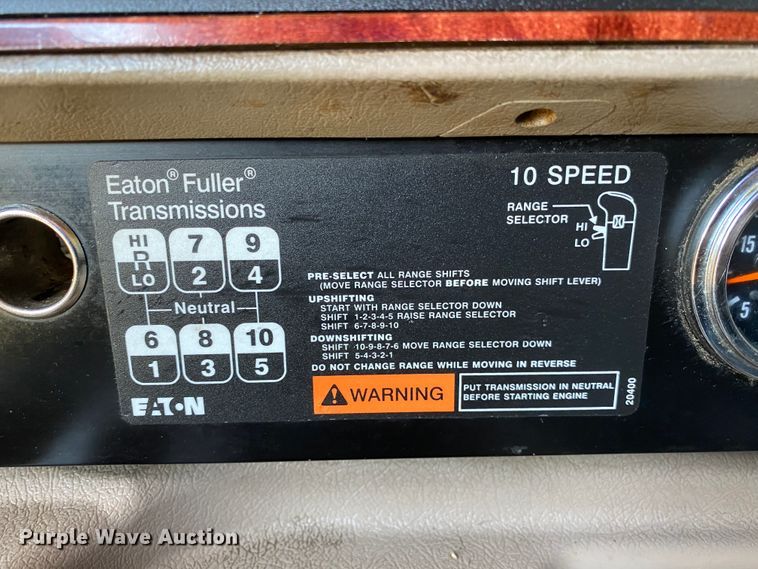 Eaton® Fuller®
Transmissions
10 SPEED
RANGE
SELECTOR
HI
LO
HI
R
LO
7
2
9
4
Neutral
6
1
8
3
10
5
PRE-SELECT ALL RANGE SHIFTS
(MOVE RANGE SELECTOR BEFORE MOVING SHIFT LEVER)
UPSHIFTING
START WITH RANGE SELECTOR DOWN
SHIFT 1-2-3-4-5 RAISE RANGE SELECTOR
SHIFT 6-7-8-9-10
DOWNSHIFTING
SHIFT 10-9-8-7-6 MOVE RANGE SELECTOR DOWN
SHIFT 5-4-3-2-1
DO NOT CHANGE RANGE WHILE MOVING IN REVERSE
WARNING
PUT TRANSMISSION IN NEUTRAL
BEFORE STARTING ENGINE
20400
EATON
15
5
Purple Wave Auction